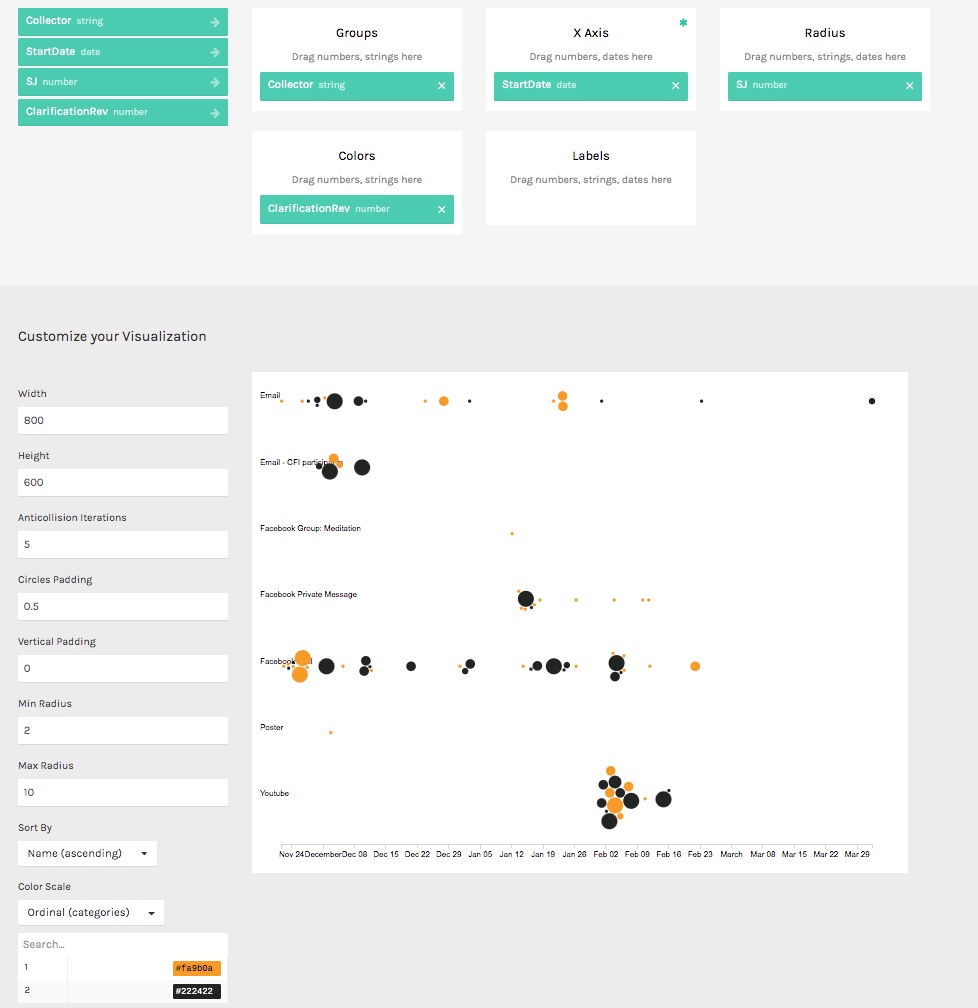 Collector string
StartDate date
SJ number
ClarificationRev number
Groups
Drag numbers, strings here
Collector string
X Axis
Drag numbers, dates here
StartDate date
Radius
Drag numbers, strings, dates here
SJ number
Colors
Drag numbers, strings here
ClarificationRev number
Labels
Drag numbers, strings, dates here
Customize your Visualization
Width
800
Height
600
Anticollision Iterations
5
Circles Padding
0.5
Vertical Padding
0
Min Radius
2
Max Radius
10
Sort By
Name (ascending)
Color Scale
Ordinal (categories)
Search...
1 #fa9b0a
2 #222422
Email
Email - CFI
Facebook Group: Meditation
Facebook Private Message
Facebook
Poster
Youtube
Nov 24 December Dec 08 Dec 15 Dec 22 Dec 29 Jan 05 Jan 12 Jan 19 Jan 26 Feb 02 Feb 09 Feb 16 Feb 23 March Mar 08 Mar 15 Mar 22 Mar 29